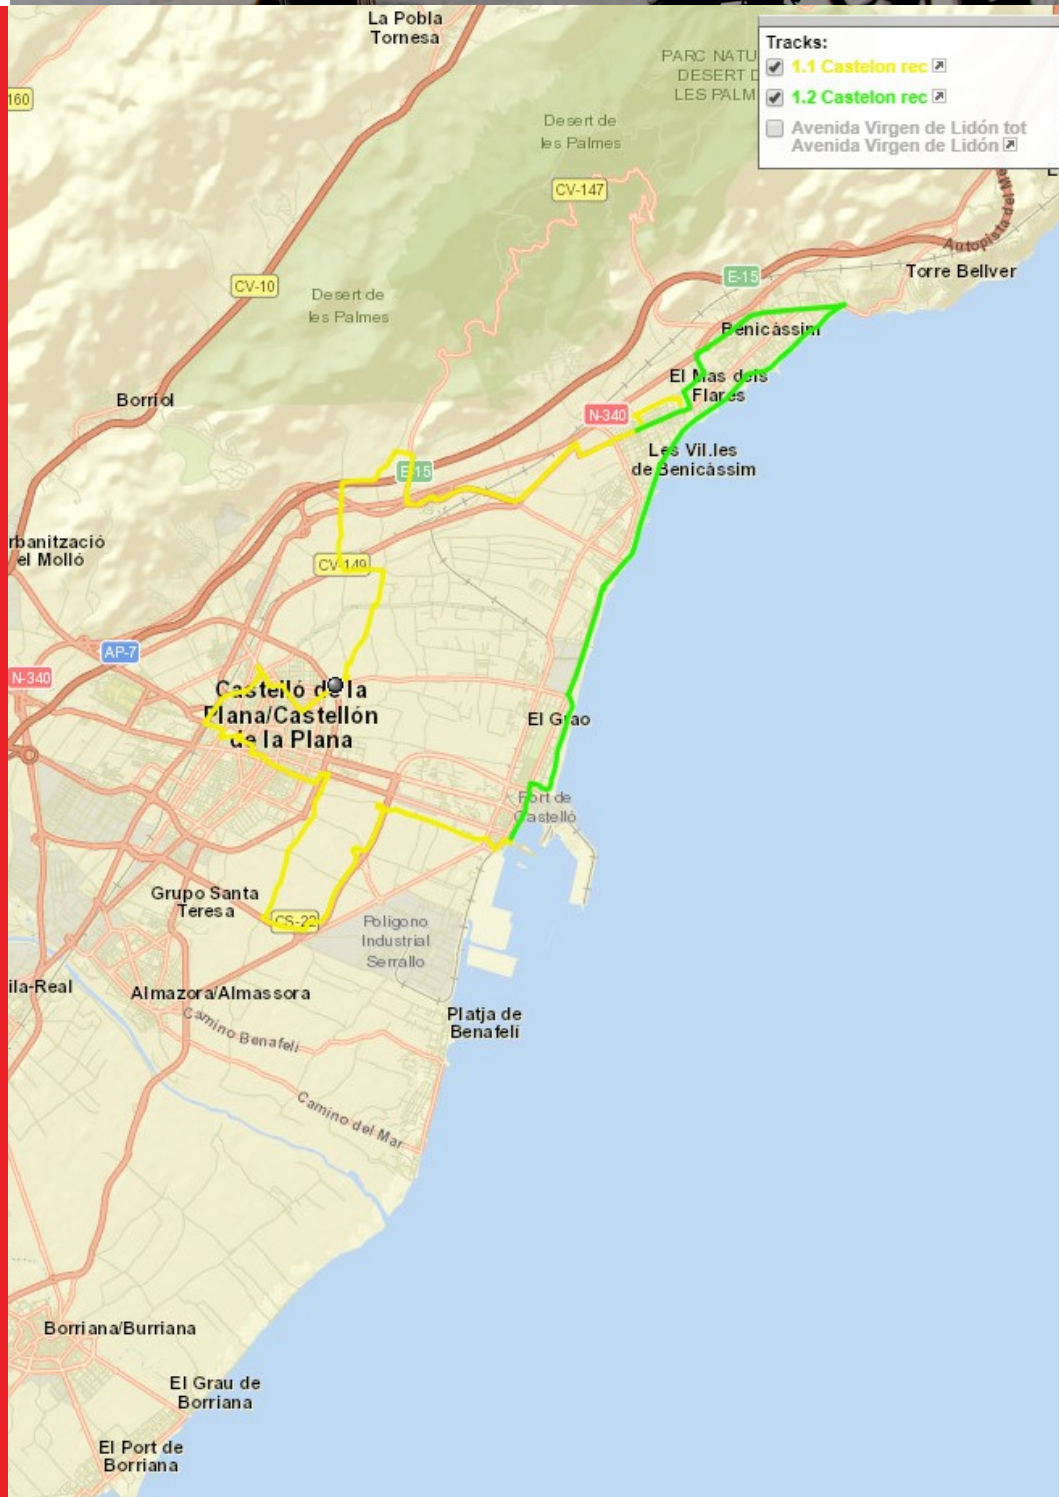 La Pobla
Tornesa
Tracks:
1.1 Castelon rec
1.2 Castelon rec
Avenida Virgen de Lidón tot
Avenida Virgen de Lidón
PARC NATU
DESERT D
LES PALM
160
Desert de
les Palmes
CV-147
Autopista del M
Torre Bellver
E-15
CV-10
Desert de
les Palmes
Benicàssim
El Mas dels
Flares
Borriol
N-340
Les Vil.les
de Benicàssim
E-15
rbanització
el Molló
CV-149
AP-7
N-340
Castelló de la
Plana/Castellón
de la Plana
El Grao
Port de
Castelló
Grupo Santa
Teresa
CS-22
Poligono
Industrial
Serrallo
ila-Real
Almazora/Almassora
Camino Benafelí
Platja de
Benafelí
Camino del Mar
Borriana/Burriana
El Grau de
Borriana
El Port de
Borriana